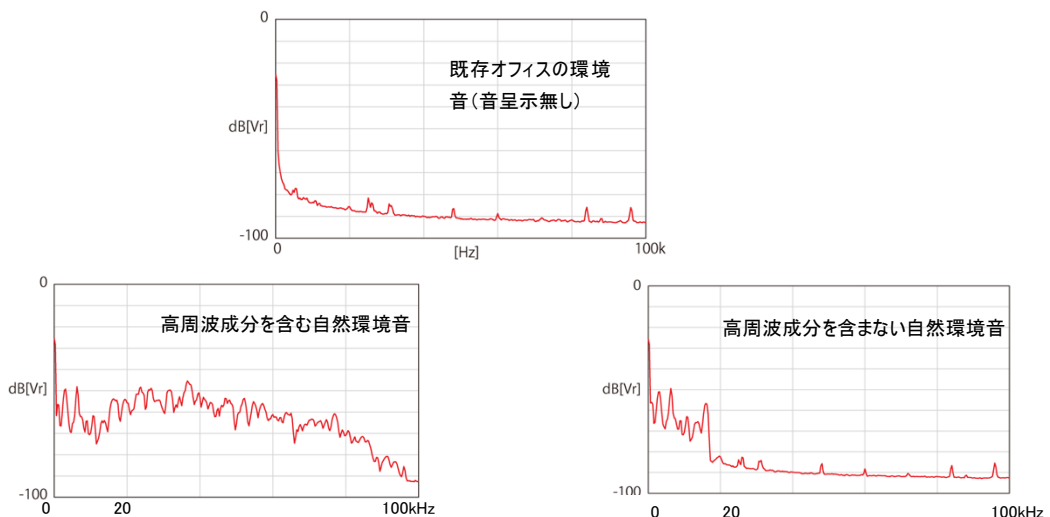 0
既存オフィスの環境
音（音呈示無し）
dB[Vr]
-100
0
[Hz]
100k
0
高周波成分を含む自然環境音
dB[Vr]
-100
0
20
100kHz
0
高周波成分を含まない自然環境音
dB[Vr]
-100
0
20
100kHz